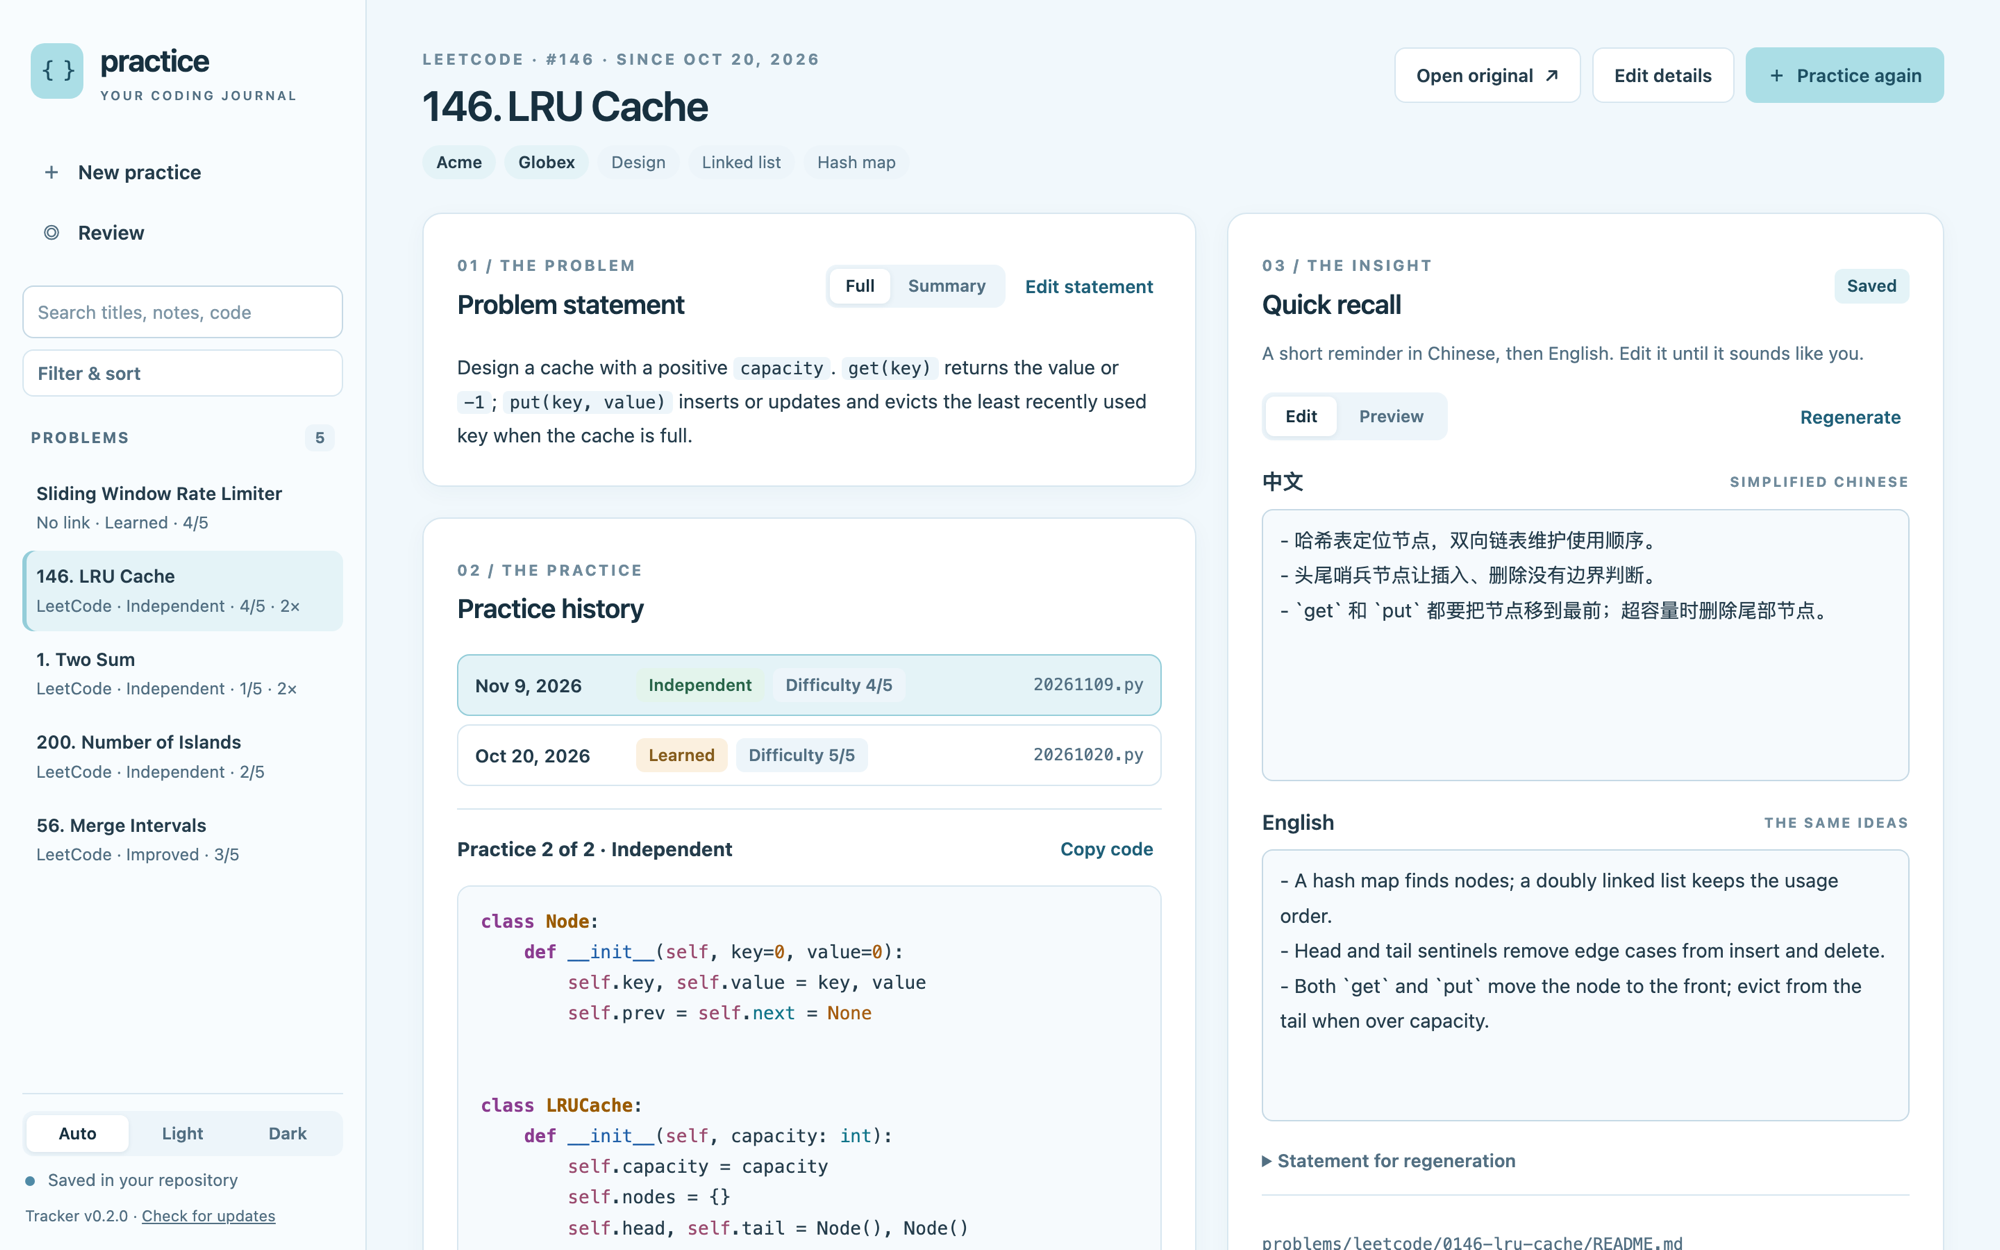 { } practice
YOUR CODING JOURNAL
+ New practice
◎ Review
Search titles, notes, code
Filter & sort
PROBLEMS 5
Sliding Window Rate Limiter
No link · Learned · 4/5
146. LRU Cache
LeetCode · Independent · 4/5 · 2×
1. Two Sum
LeetCode · Independent · 1/5 · 2×
200. Number of Islands
LeetCode · Independent · 2/5
56. Merge Intervals
LeetCode · Improved · 3/5
Auto Light Dark
Saved in your repository
Tracker v0.2.0 · Check for updates
LEETCODE · #146 · SINCE OCT 20, 2026
146. LRU Cache
Acme Globex Design Linked list Hash map
Open original ↗ Edit details + Practice again
01 / THE PROBLEM
Problem statement
Full Summary Edit statement
Design a cache with a positive capacity. get(key) returns the value or
-1; put(key, value) inserts or updates and evicts the least recently used
key when the cache is full.
02 / THE PRACTICE
Practice history
Nov 9, 2026 Independent Difficulty 4/5 20261109.py
Oct 20, 2026 Learned Difficulty 5/5 20261020.py
Practice 2 of 2 · Independent Copy code
class Node:
    def __init__(self, key=0, value=0):
        self.key, self.value = key, value
        self.prev = self.next = None
class LRUCache:
    def __init__(self, capacity: int):
        self.capacity = capacity
        self.nodes = {}
        self.head, self.tail = Node(), Node()
03 / THE INSIGHT
Quick recall
Saved
A short reminder in Chinese, then English. Edit it until it sounds like you.
Edit Preview Regenerate
中文 SIMPLIFIED CHINESE
- 哈希表定位节点，双向链表维护使用顺序。
- 头尾哨兵节点让插入、删除没有边界判断。
- `get` 和 `put` 都要把节点移到最前；超容量时删除尾部节点。
English THE SAME IDEAS
- A hash map finds nodes; a doubly linked list keeps the usage
order.
- Head and tail sentinels remove edge cases from insert and delete.
- Both `get` and `put` move the node to the front; evict from the
tail when over capacity.
▶ Statement for regeneration
problems/leetcode/0146-lru-cache/README.md